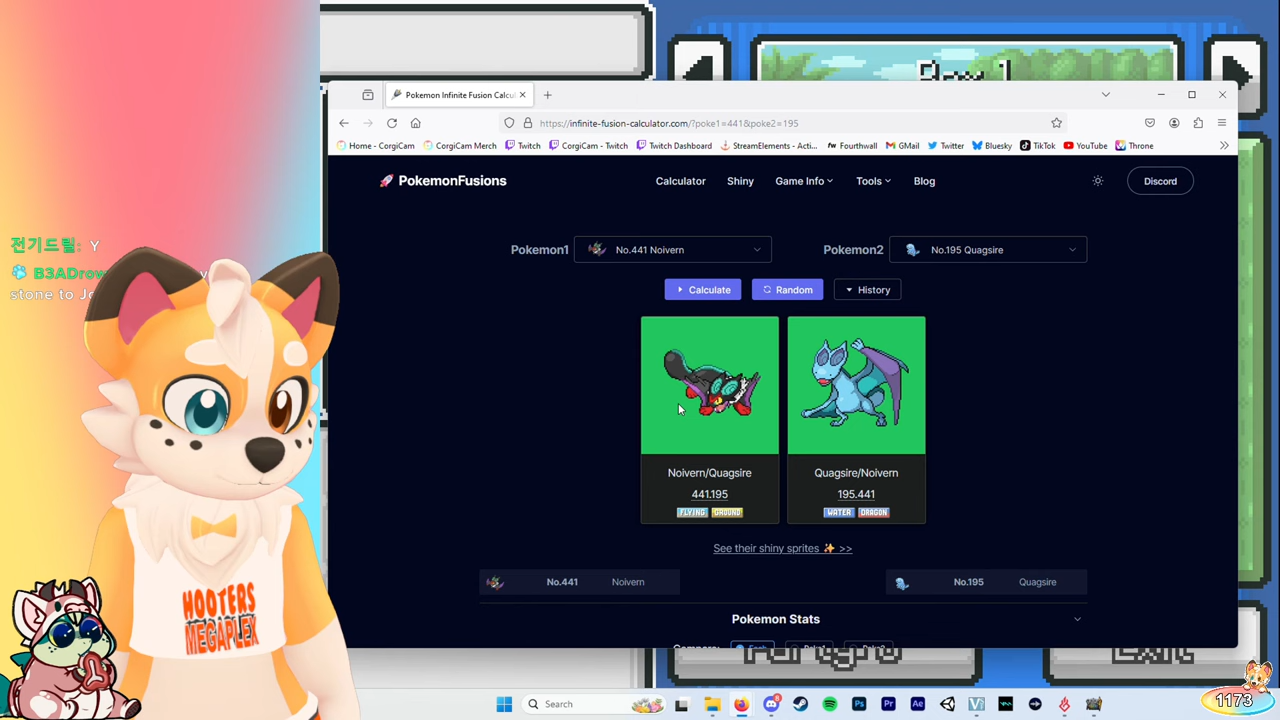 Pokemon Infinite Fusion Calcul
https://infinite-fusion-calculator.com/?poke1=441&poke2=195
Home - CorgiCam
CorgiCam Merch
Twitch
CorgiCam - Twitch
Twitch Dashboard
StreamElements - Acti...
Fourthwall
GMail
Twitter
Bluesky
TikTok
YouTube
Throne
PokemonFusions
Calculator
Shiny
Game Info
Tools
Blog
Discord
전기드릴: Y
B3ADrow
stone to Jo
Pokemon1
No.441 Noivern
Pokemon2
No.195 Quagsire
Calculate
Random
History
Noivern/Quagsire
441.195
FLYING GROUND
Quagsire/Noivern
195.441
WATER DRAGON
See their shiny sprites ✨ >>
No.441 Noivern
No.195 Quagsire
Pokemon Stats
HOOTERS
MEGAPLEX
Search
1173